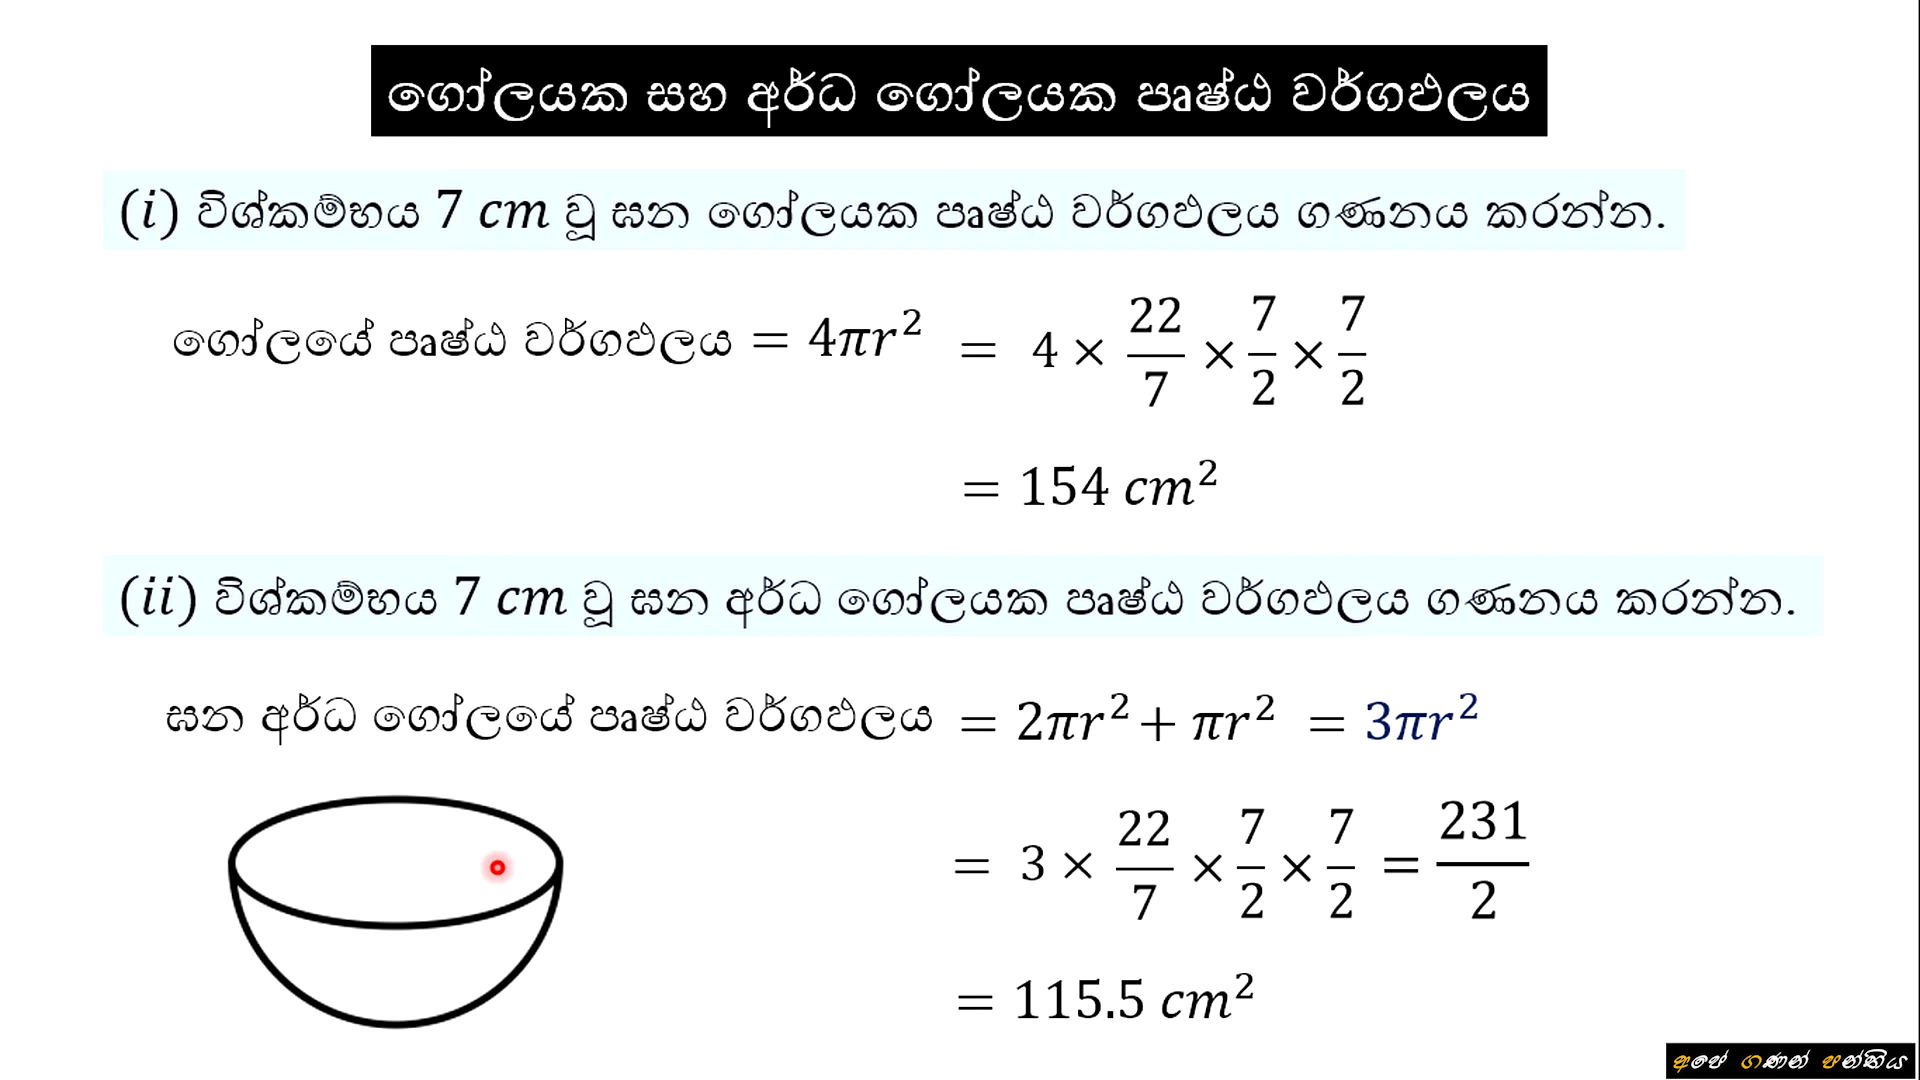 ගෝලයක සහ අර්ධ ගෝලයක පෘෂ්ඨ වර්ගඵලය
(i) විශ්කම්භය 7 cm වූ ඝන ගෝලයක පෘෂ්ඨ වර්ගඵලය ගණනය කරන්න.
ගෝලයේ පෘෂ්ඨ වර්ගඵලය = 4πr² = 4 × 22/7 × 7/2 × 7/2
= 154 cm²
(ii) විශ්කම්භය 7 cm වූ ඝන අර්ධ ගෝලයක පෘෂ්ඨ වර්ගඵලය ගණනය කරන්න.
ඝන අර්ධ ගෝලයේ පෘෂ්ඨ වර්ගඵලය = 2πr² + πr² = 3πr²
= 3 × 22/7 × 7/2 × 7/2 = 231/2
= 115.5 cm²
අපේ ගණන් පන්තිය